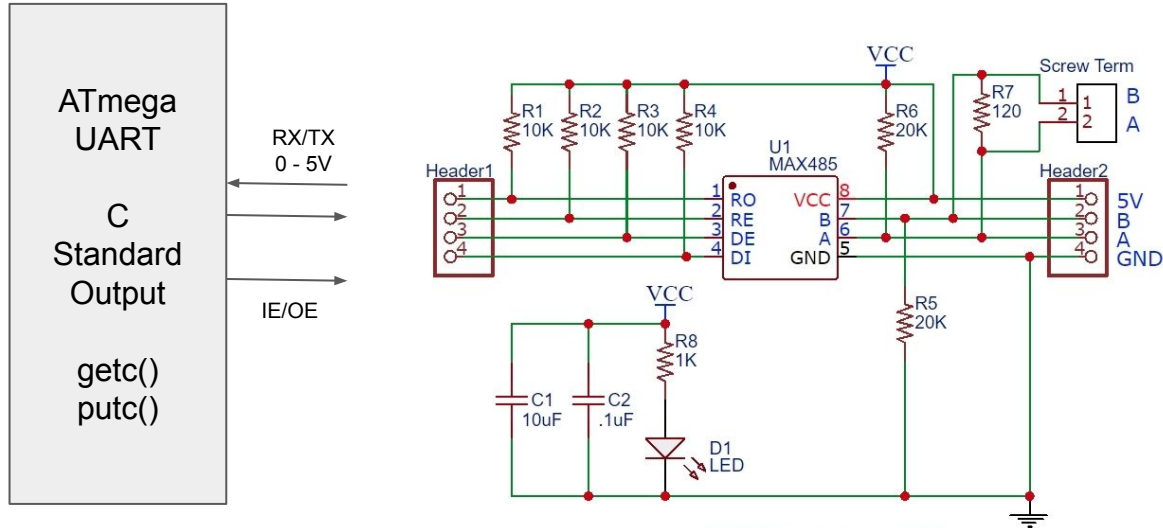 ATmega
UART
C
Standard
Output
getc()
putc()
RX/TX
0 - 5V
IE/OE
VCC
Screw Term
R1
10K
R2
10K
R3
10K
R4
10K
R6
20K
R7
120
1 1 B
2 2 A
U1
MAX485
Header1
1
2
3
4
1 RO
2 RE
3 DE
4 DI
VCC 8
B 7
A 6
GND 5
Header2
1 5V
2 B
3 A
4 GND
R5
20K
VCC
R8
1K
C1
10uF
C2
.1uF
D1
LED